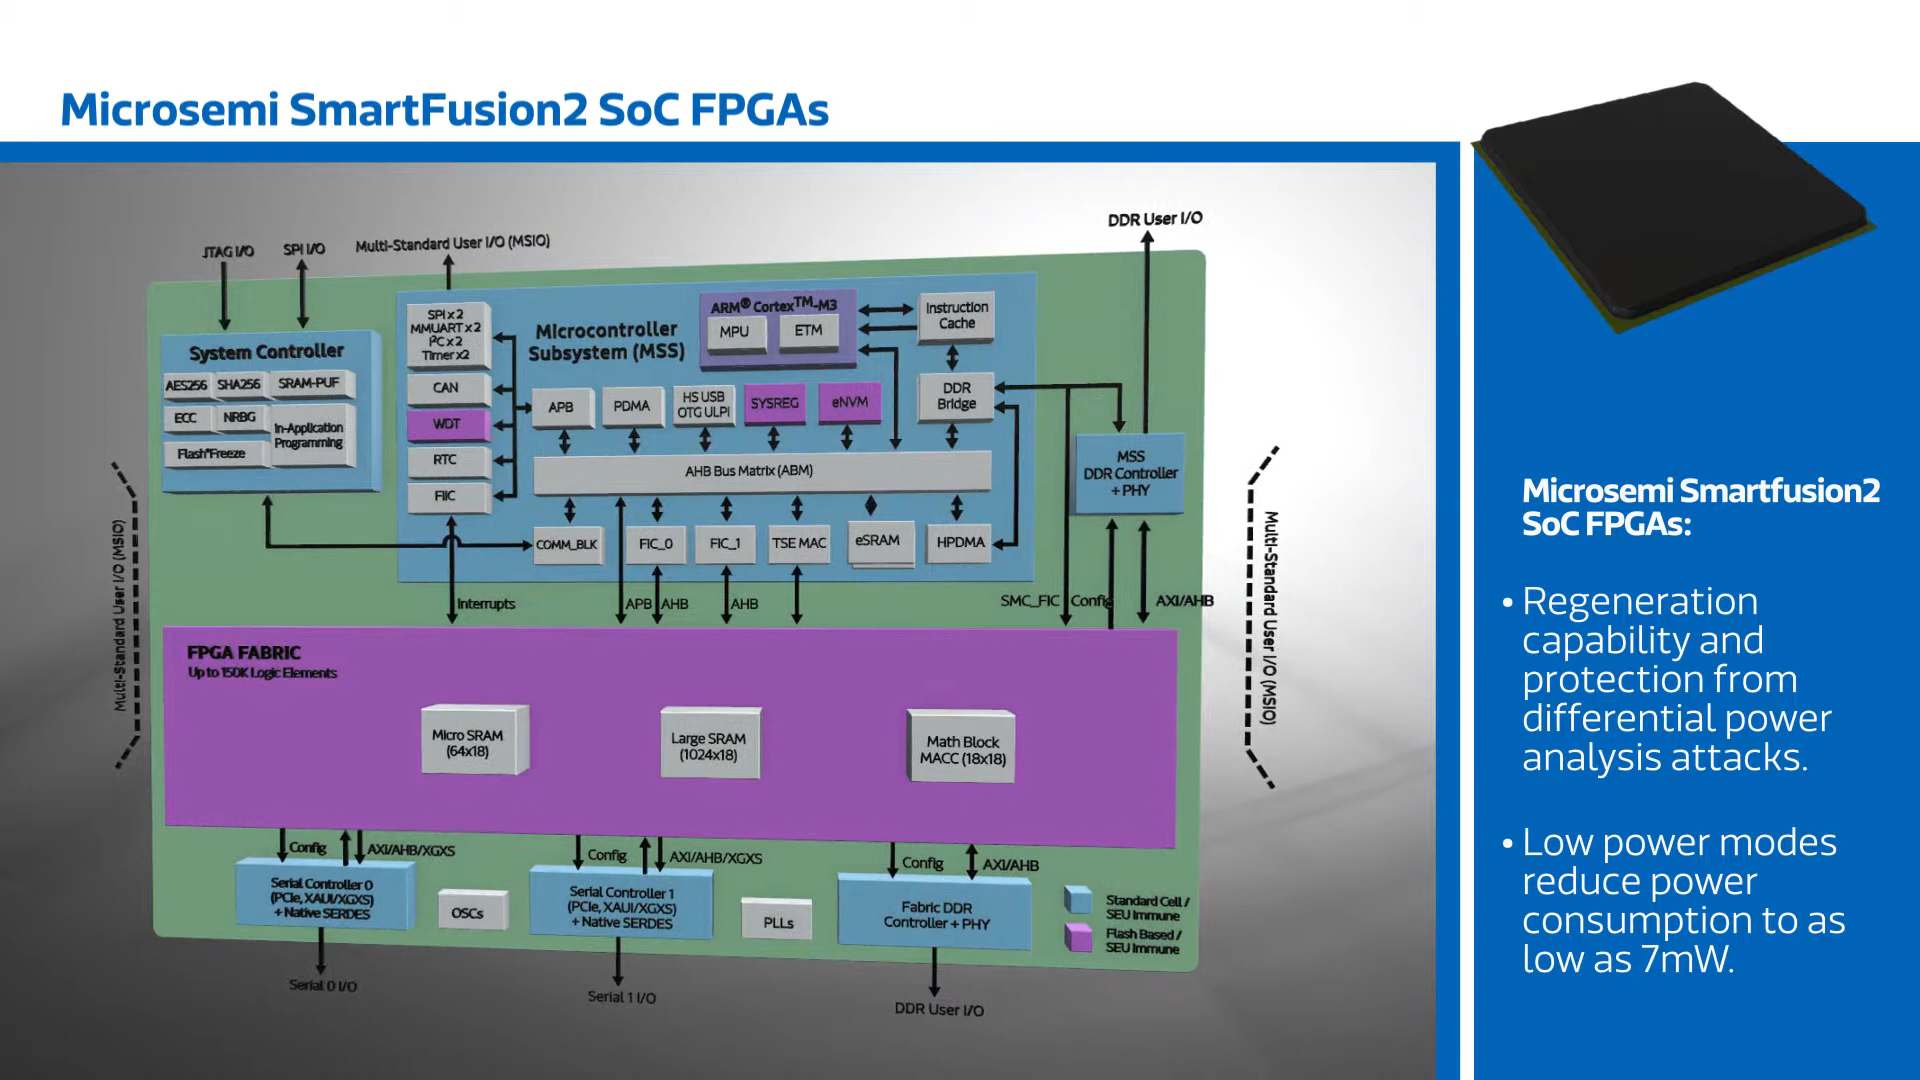 Microsemi SmartFusion2 SoC FPGAs
DDR User I/O
JTAG I/O
SPI I/O
Multi-Standard User I/O (MSIO)
System Controller
AES256
SHA256
SRAM-PUF
ECC
NRBG
In-Application
Programming
Flash*Freeze
SPI x 2
MMUART x 2
I²C x 2
Timer x2
CAN
WDT
RTC
FIIC
Microcontroller
Subsystem (MSS)
ARM® Cortex™-M3
MPU
ETM
Instruction
Cache
APB
PDMA
HS USB
OTG ULPI
SYSREG
eNVM
DDR
Bridge
AHB Bus Matrix (ABM)
MSS
DDR Controller
+ PHY
COMM_BLK
FIC_0
FIC_1
TSE MAC
eSRAM
HPDMA
Interrupts
APB
AHB
AHB
SMC_FIC
Config
AXI/AHB
Multi-Standard User I/O (MSIO)
Multi-Standard User I/O (MSIO)
FPGA FABRIC
Up to 150K Logic Elements
Micro SRAM
(64x18)
Large SRAM
(1024x18)
Math Block
MACC (18x18)
Config
AXI/AHB/XGXS
Config
AXI/AHB/XGXS
Config
AXI/AHB
Serial Controller 0
(PCIe, XAUI/XGXS)
+ Native SERDES
OSCs
Serial Controller 1
(PCIe, XAUI/XGXS)
+ Native SERDES
PLLs
Fabric DDR
Controller + PHY
Standard Cell /
SEU Immune
Flash Based /
SEU Immune
Serial 0 I/O
Serial 1 I/O
DDR User I/O
Microsemi Smartfusion2
SoC FPGAs:
• Regeneration
capability and
protection from
differential power
analysis attacks.
• Low power modes
reduce power
consumption to as
low as 7mW.